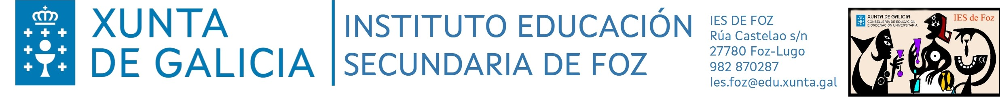 XUNTA
DE GALICIA
INSTITUTO EDUCACIÓN
SECUNDARIA DE FOZ
IES DE FOZ
Rúa Castelao s/n
27780 Foz-Lugo
982 870287
Ies.foz@edu.xunta.gal
XUNTA DE GALICIA
CONSELLERÍA DE EDUCACIÓN
E ORDENACIÓN UNIVERSITARIA
IES de Foz